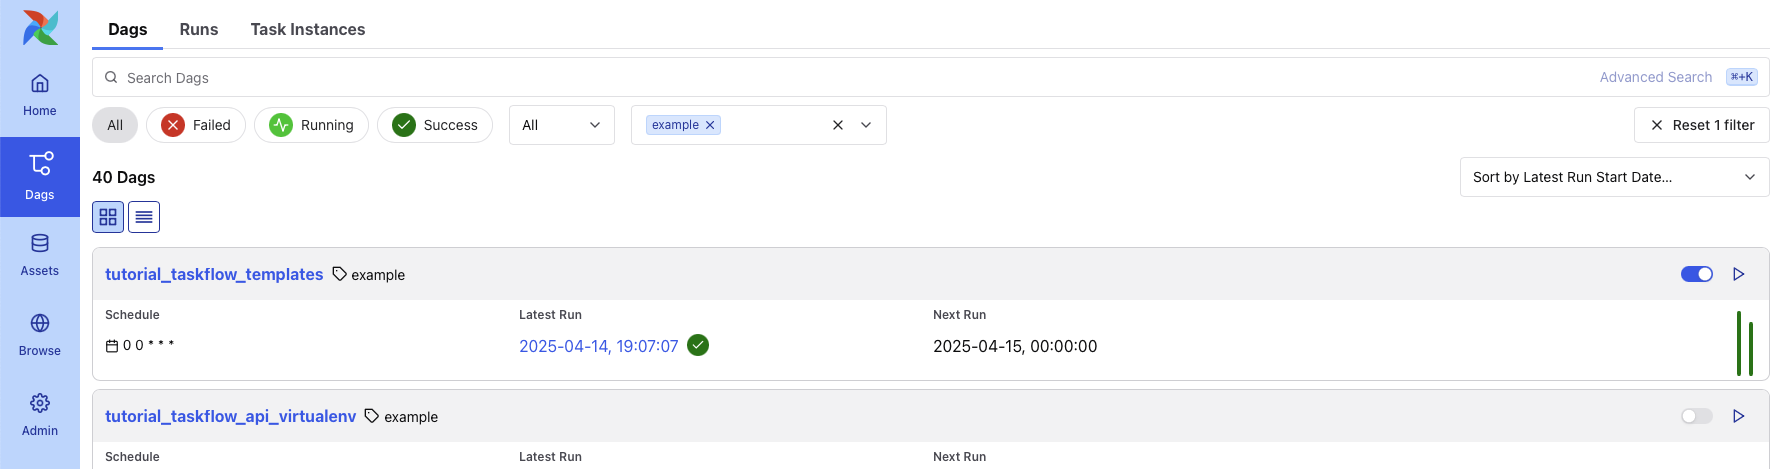 Dags Runs Task Instances
Search Dags Advanced Search ⌘+K
All Failed Running Success All example Reset 1 filter
40 Dags Sort by Latest Run Start Date...
tutorial_taskflow_templates example
Schedule Latest Run Next Run
0 0 * * * 2025-04-14, 19:07:07 2025-04-15, 00:00:00
tutorial_taskflow_api_virtualenv example
Schedule Latest Run Next Run
Home
Dags
Assets
Browse
Admin